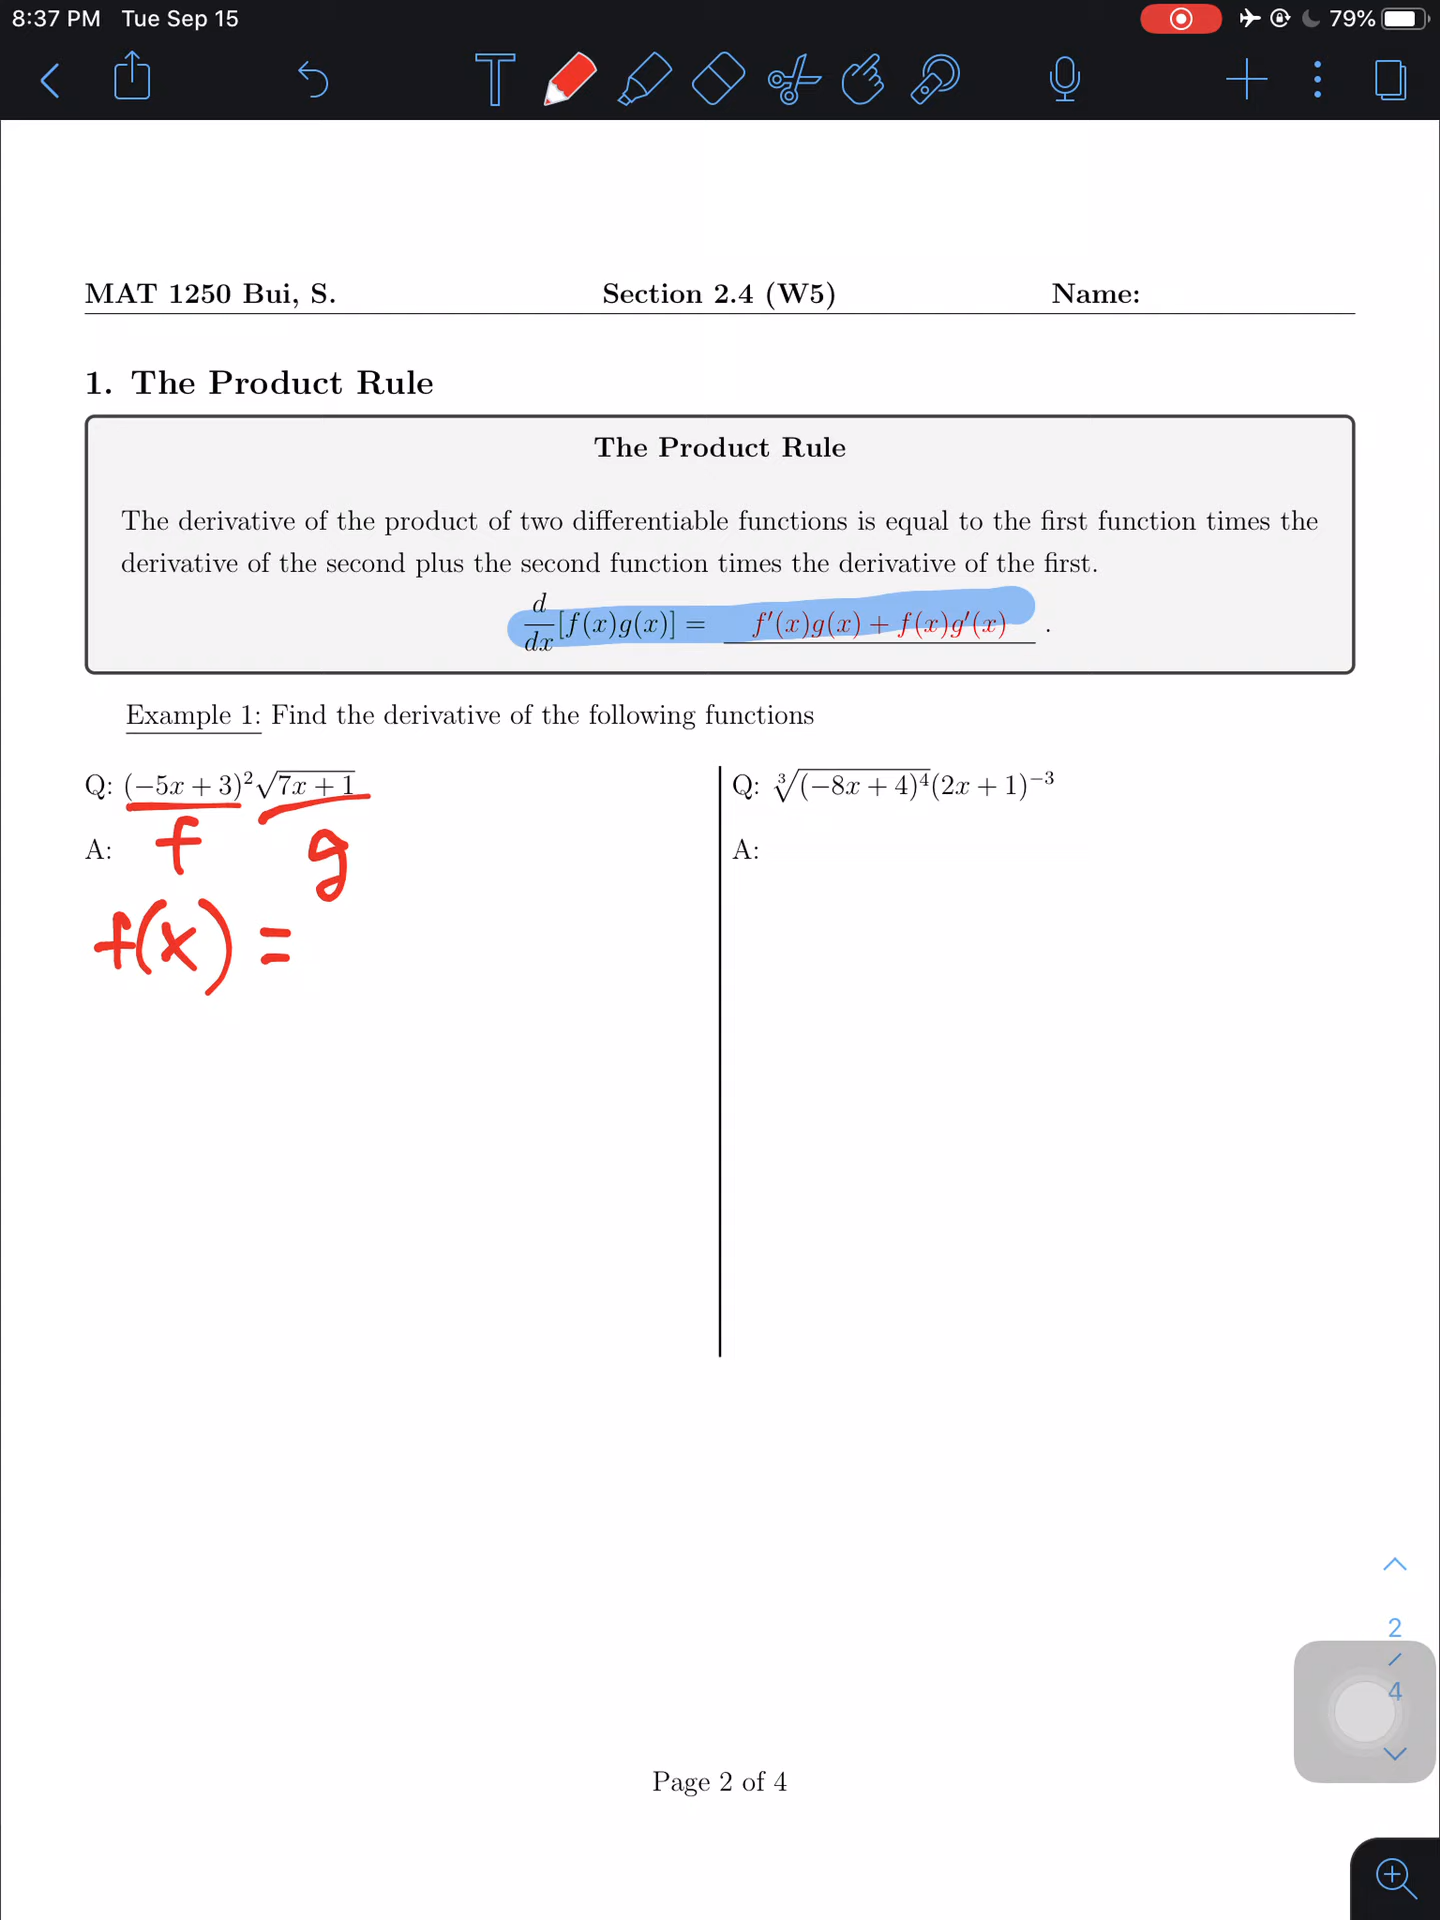 8:37 PM Tue Sep 15 79%
T
MAT 1250 Bui, S. Section 2.4 (W5) Name:
1. The Product Rule
The Product Rule
The derivative of the product of two differentiable functions is equal to the first function times the
derivative of the second plus the second function times the derivative of the first.
d/dx [f(x)g(x)] = f′(x)g(x) + f(x)g′(x) .
Example 1: Find the derivative of the following functions
Q: (−5x + 3)²√(7x + 1)
A: f g
f(x) =
Q: ∛((−8x + 4)⁴)(2x + 1)⁻³
A:
2
/
4
Page 2 of 4